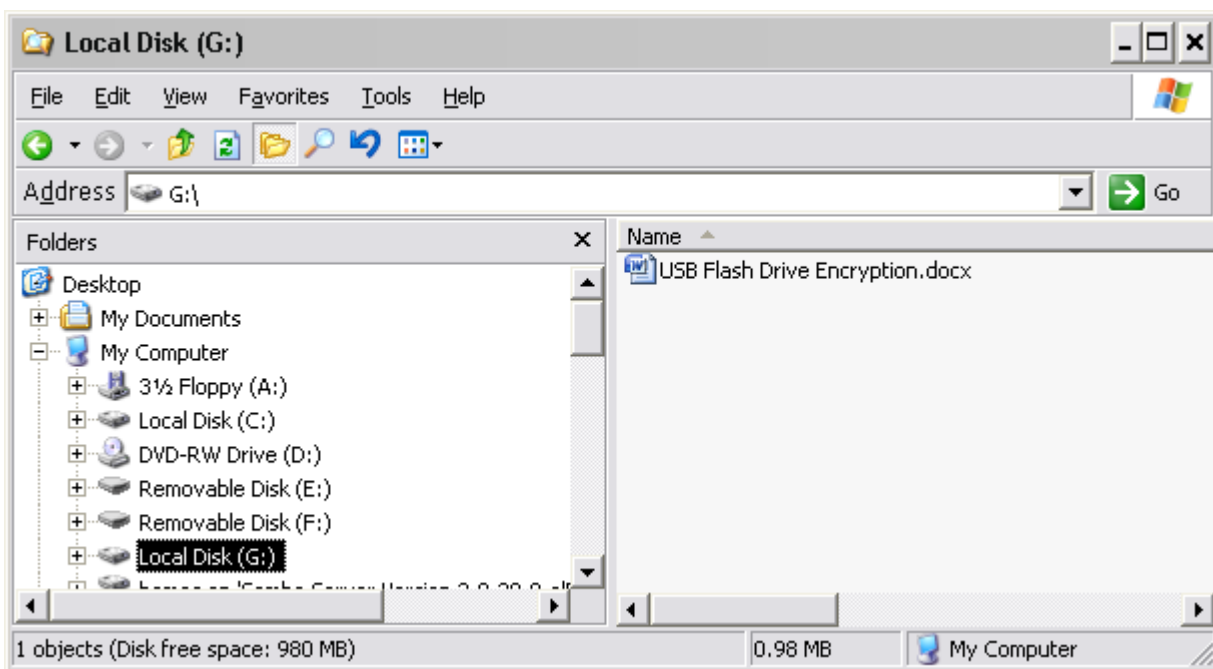 Local Disk (G:)
File Edit View Favorites Tools Help
Address G:\ Go
Folders
Name
Desktop
USB Flash Drive Encryption.docx
My Documents
My Computer
3½ Floppy (A:)
Local Disk (C:)
DVD-RW Drive (D:)
Removable Disk (E:)
Removable Disk (F:)
Local Disk (G:)
1 objects (Disk free space: 980 MB) 0.98 MB My Computer